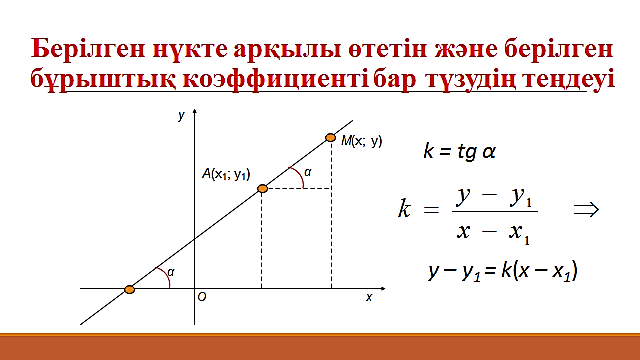 Берілген нүкте арқылы өтетін және берілген
бұрыштық коэффициенті бар түзудің теңдеуі
y
M(x; y)
A(x₁; y₁)
α
k = tg α
k = (y − y₁)/(x − x₁) ⇒
α
O
x
y – y₁ = k(x – x₁)